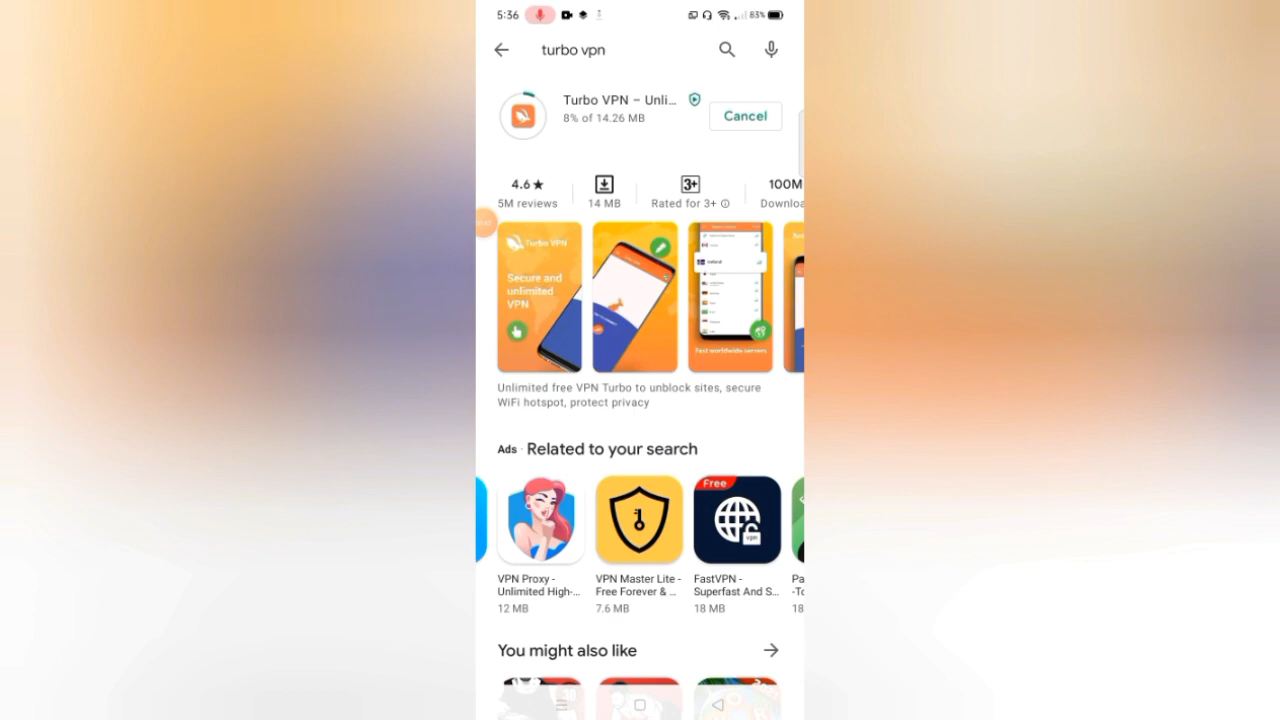 5:36
83%
turbo vpn
Turbo VPN – Unli...
8% of 14.26 MB
Cancel
4.6★
5M reviews
14 MB
3+
Rated for 3+
100M
Downloa
Turbo VPN
Secure and
unlimited
VPN
Iceland
Fast worldwide servers
Unlimited free VPN Turbo to unblock sites, secure
WiFi hotspot, protect privacy
Ads · Related to your search
Free
vpn
VPN Proxy -
Unlimited High-...
12 MB
VPN Master Lite -
Free Forever & ...
7.6 MB
FastVPN -
Superfast And S...
18 MB
Pa
-To
18
You might also like